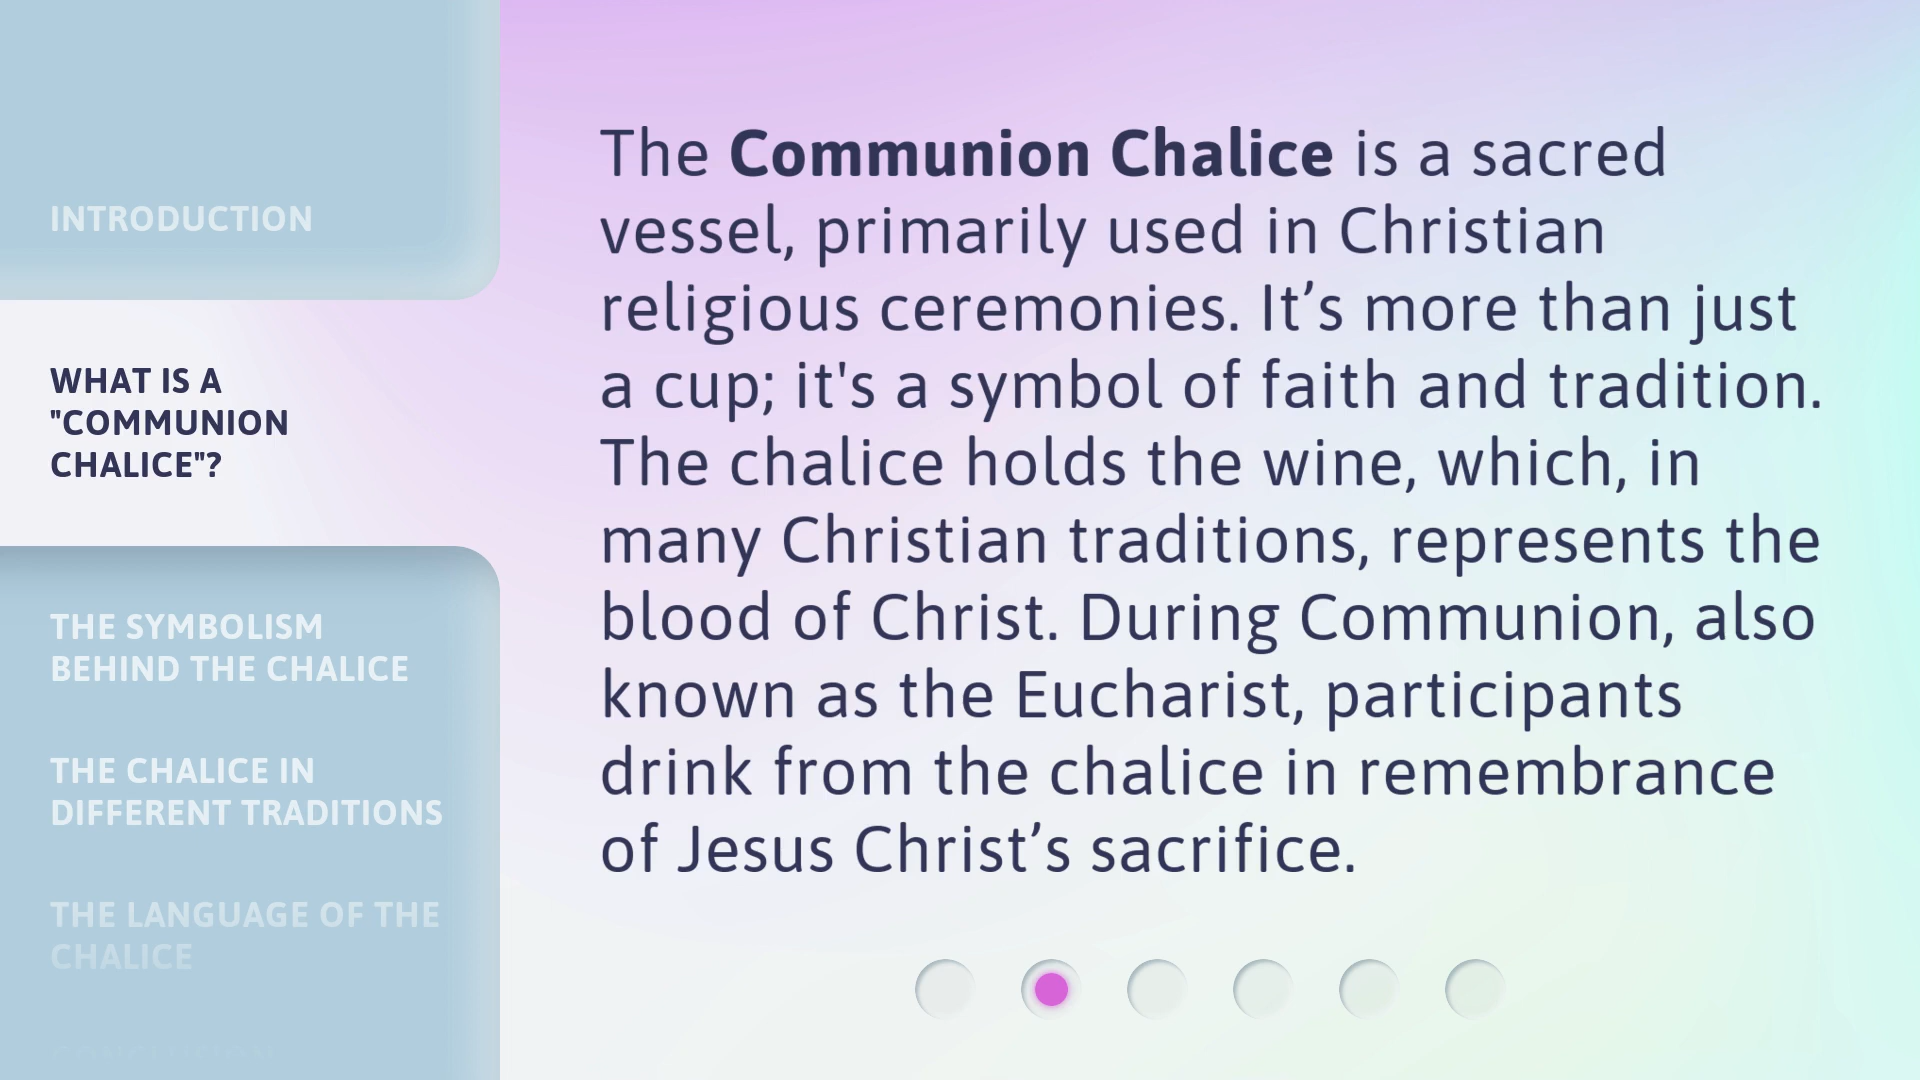 INTRODUCTION
WHAT IS A
"COMMUNION
CHALICE"?
THE SYMBOLISM
BEHIND THE CHALICE
THE CHALICE IN
DIFFERENT TRADITIONS
THE LANGUAGE OF THE
CHALICE
CONCLUSION
The Communion Chalice is a sacred
vessel, primarily used in Christian
religious ceremonies. It’s more than just
a cup; it's a symbol of faith and tradition.
The chalice holds the wine, which, in
many Christian traditions, represents the
blood of Christ. During Communion, also
known as the Eucharist, participants
drink from the chalice in remembrance
of Jesus Christ’s sacrifice.